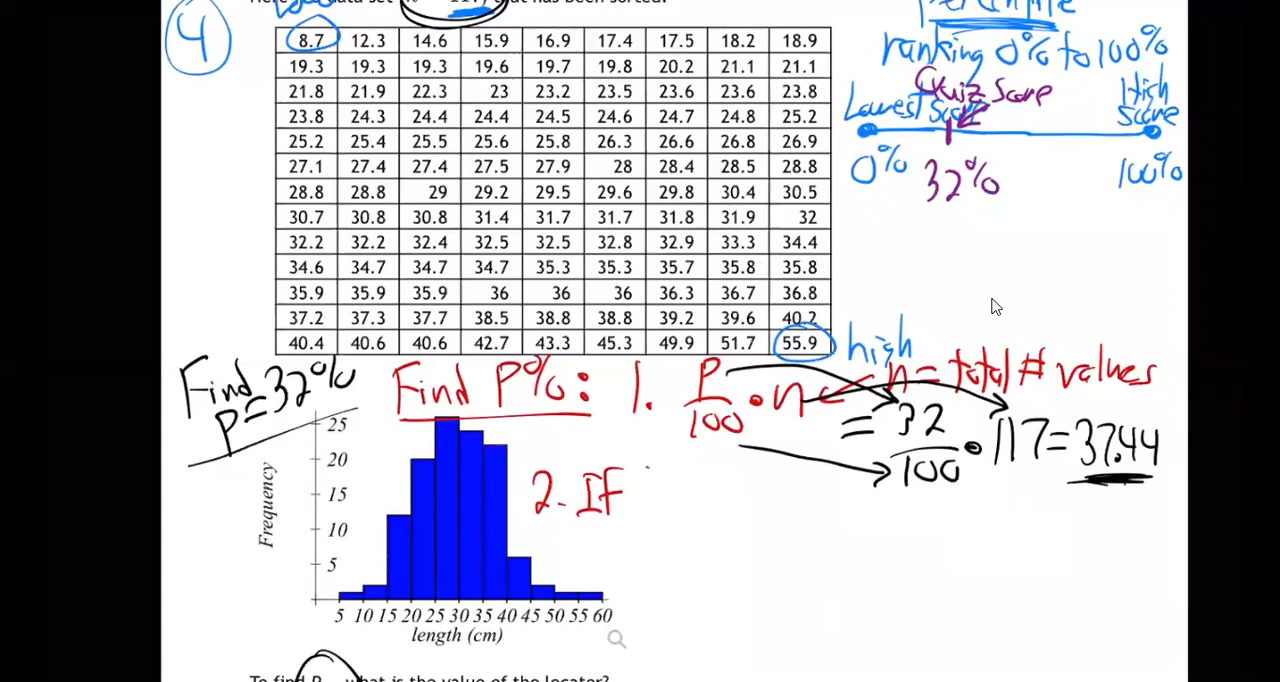 data set
that has been sorted.
4
8.7 12.3 14.6 15.9 16.9 17.4 17.5 18.2 18.9
19.3 19.3 19.3 19.6 19.7 19.8 20.2 21.1 21.1
21.8 21.9 22.3 23 23.2 23.5 23.6 23.6 23.8
23.8 24.3 24.4 24.4 24.5 24.6 24.7 24.8 25.2
25.2 25.4 25.5 25.6 25.8 26.3 26.6 26.8 26.9
27.1 27.4 27.4 27.5 27.9 28 28.4 28.5 28.8
28.8 28.8 29 29.2 29.5 29.6 29.8 30.4 30.5
30.7 30.8 30.8 31.4 31.7 31.7 31.8 31.9 32
32.2 32.2 32.4 32.5 32.5 32.8 32.9 33.3 34.4
34.6 34.7 34.7 34.7 35.3 35.3 35.7 35.8 35.8
35.9 35.9 35.9 36 36 36 36.3 36.7 36.8
37.2 37.3 37.7 38.5 38.8 38.8 39.2 39.6 40.2
40.4 40.6 40.6 42.7 43.3 45.3 49.9 51.7 55.9
Percentile
ranking 0% to 100%
Quiz Score
Lowest Score
High Score
0% 32% 100%
high
Find P=32%
Find P%: 1. P/100 • n
n = total # values
= 32/100 • 117 = 37.44
2. IF
Frequency
25
20
15
10
5
5 10 15 20 25 30 35 40 45 50 55 60
length (cm)
To find P
what is the value of the locator?